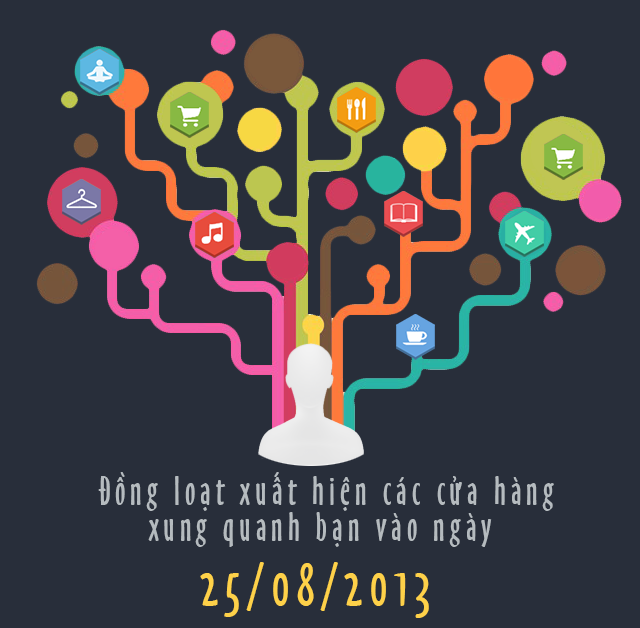 Đồng loạt xuất hiện các cửa hàng
xung quanh bạn vào ngày
25/08/2013